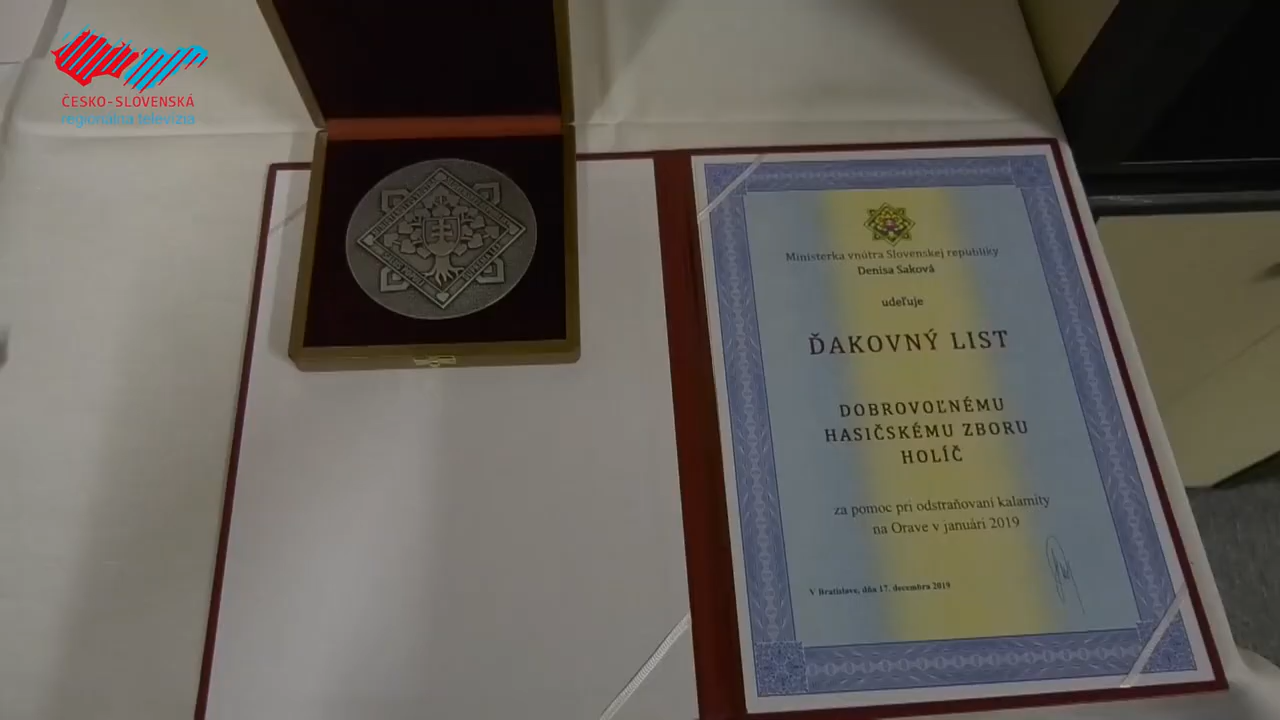 ČESKO-SLOVENSKÁ
regionálna televízia
Ministerka vnútra Slovenskej republiky
Denisa Saková
udeľuje
ĎAKOVNÝ LIST
DOBROVOĽNÉMU
HASIČSKÉMU ZBORU
HOLÍČ
za pomoc pri odstraňovaní kalamity
na Orave v januári 2019
V Bratislave, dňa 17. decembra 2019